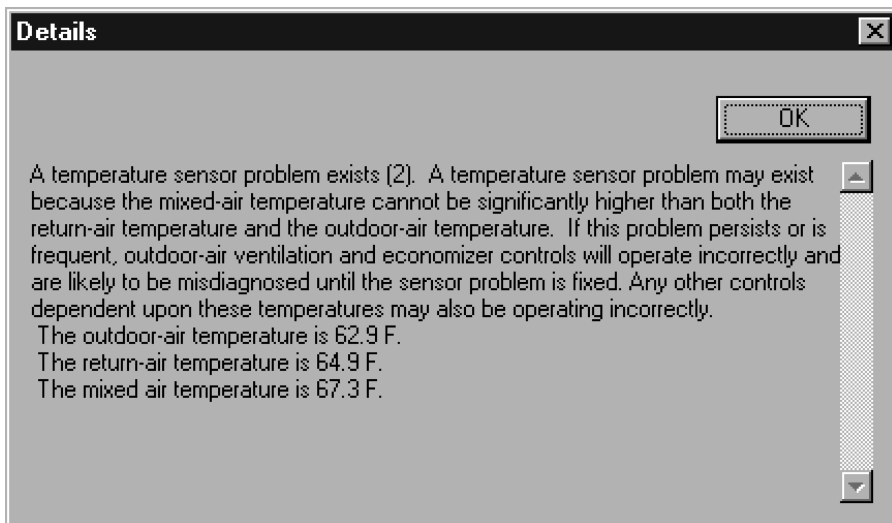 Details
OK
A temperature sensor problem exists (2).  A temperature sensor problem may exist
because the mixed-air temperature cannot be significantly higher than both the
return-air temperature and the outdoor-air temperature.  If this problem persists or is
frequent, outdoor-air ventilation and economizer controls will operate incorrectly and
are likely to be misdiagnosed until the sensor problem is fixed. Any other controls
dependent upon these temperatures may also be operating incorrectly.
The outdoor-air temperature is 62.9 F.
The return-air temperature is 64.9 F.
The mixed air temperature is 67.3 F.